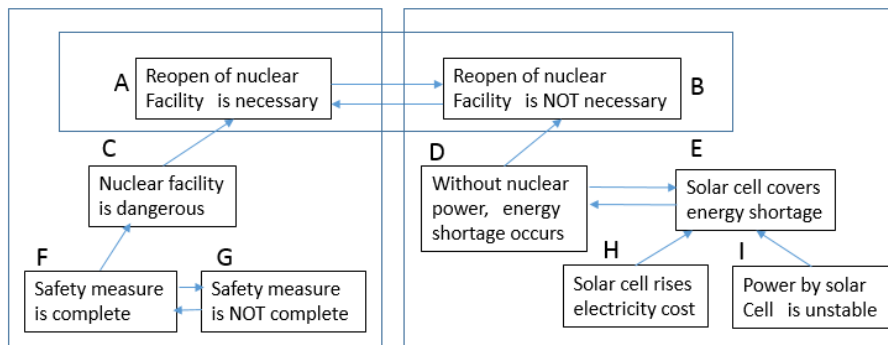 A
Reopen of nuclear
Facility is necessary
Reopen of nuclear
Facility is NOT necessary
B
C
Nuclear facility
is dangerous
D
Without nuclear
power, energy
shortage occurs
E
Solar cell covers
energy shortage
F
Safety measure
is complete
G
Safety measure
is NOT complete
H
Solar cell rises
electricity cost
I
Power by solar
Cell is unstable